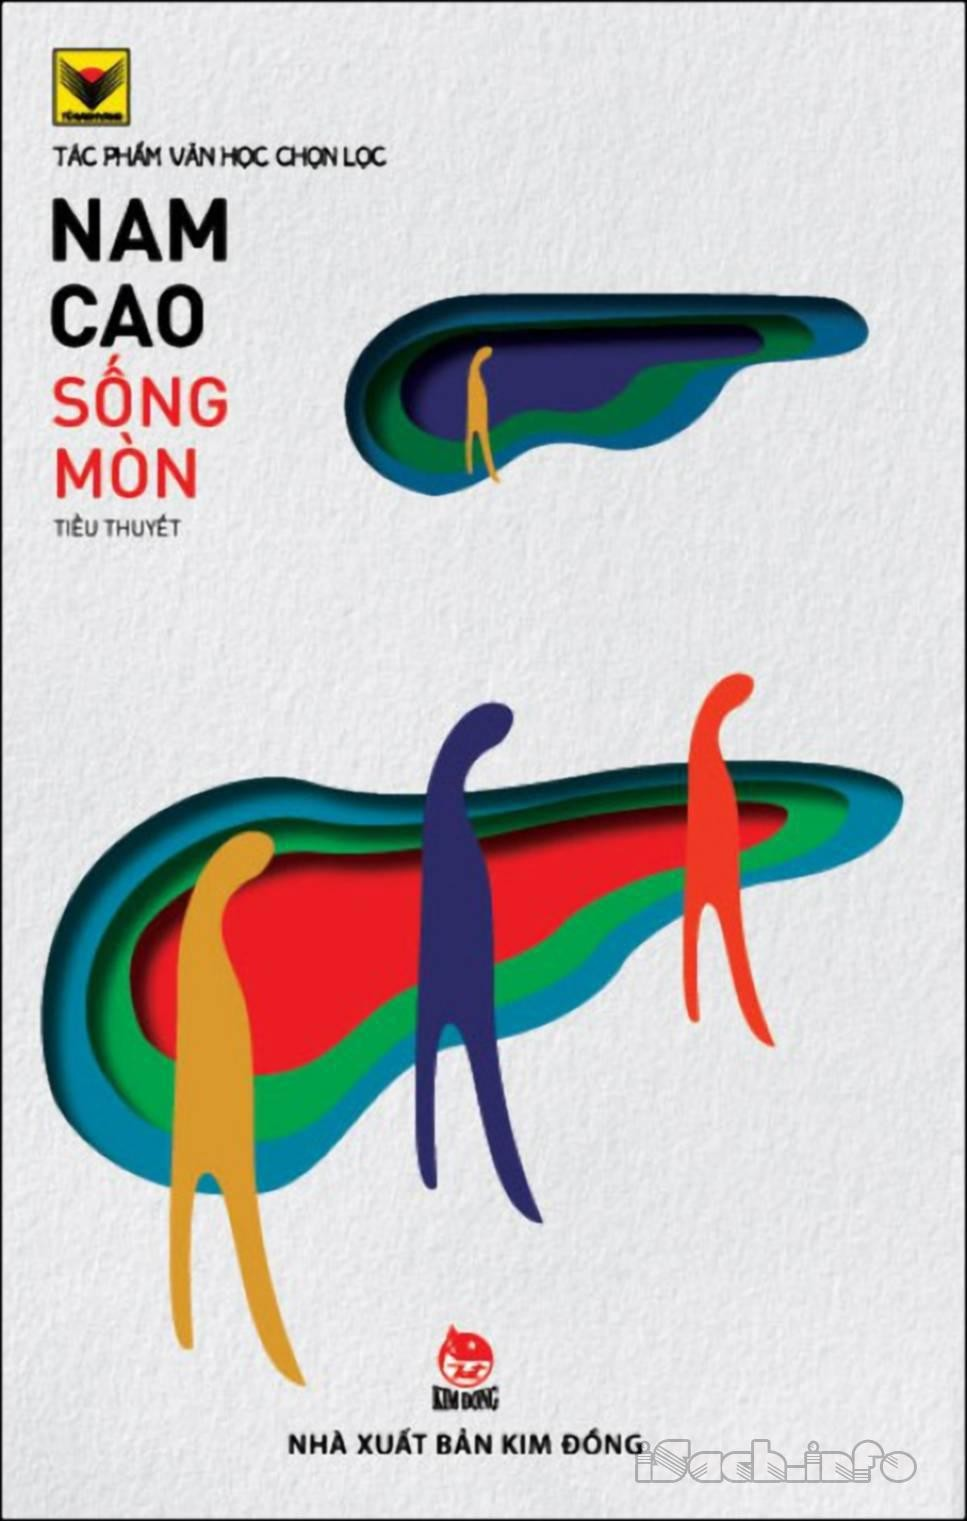 TÁC PHẨM VĂN HỌC CHỌN LỌC
NAM
CAO
SỐNG
MÒN
TIỂU THUYẾT
KIM ĐỒNG
NHÀ XUẤT BẢN KIM ĐỒNG
iSach.info